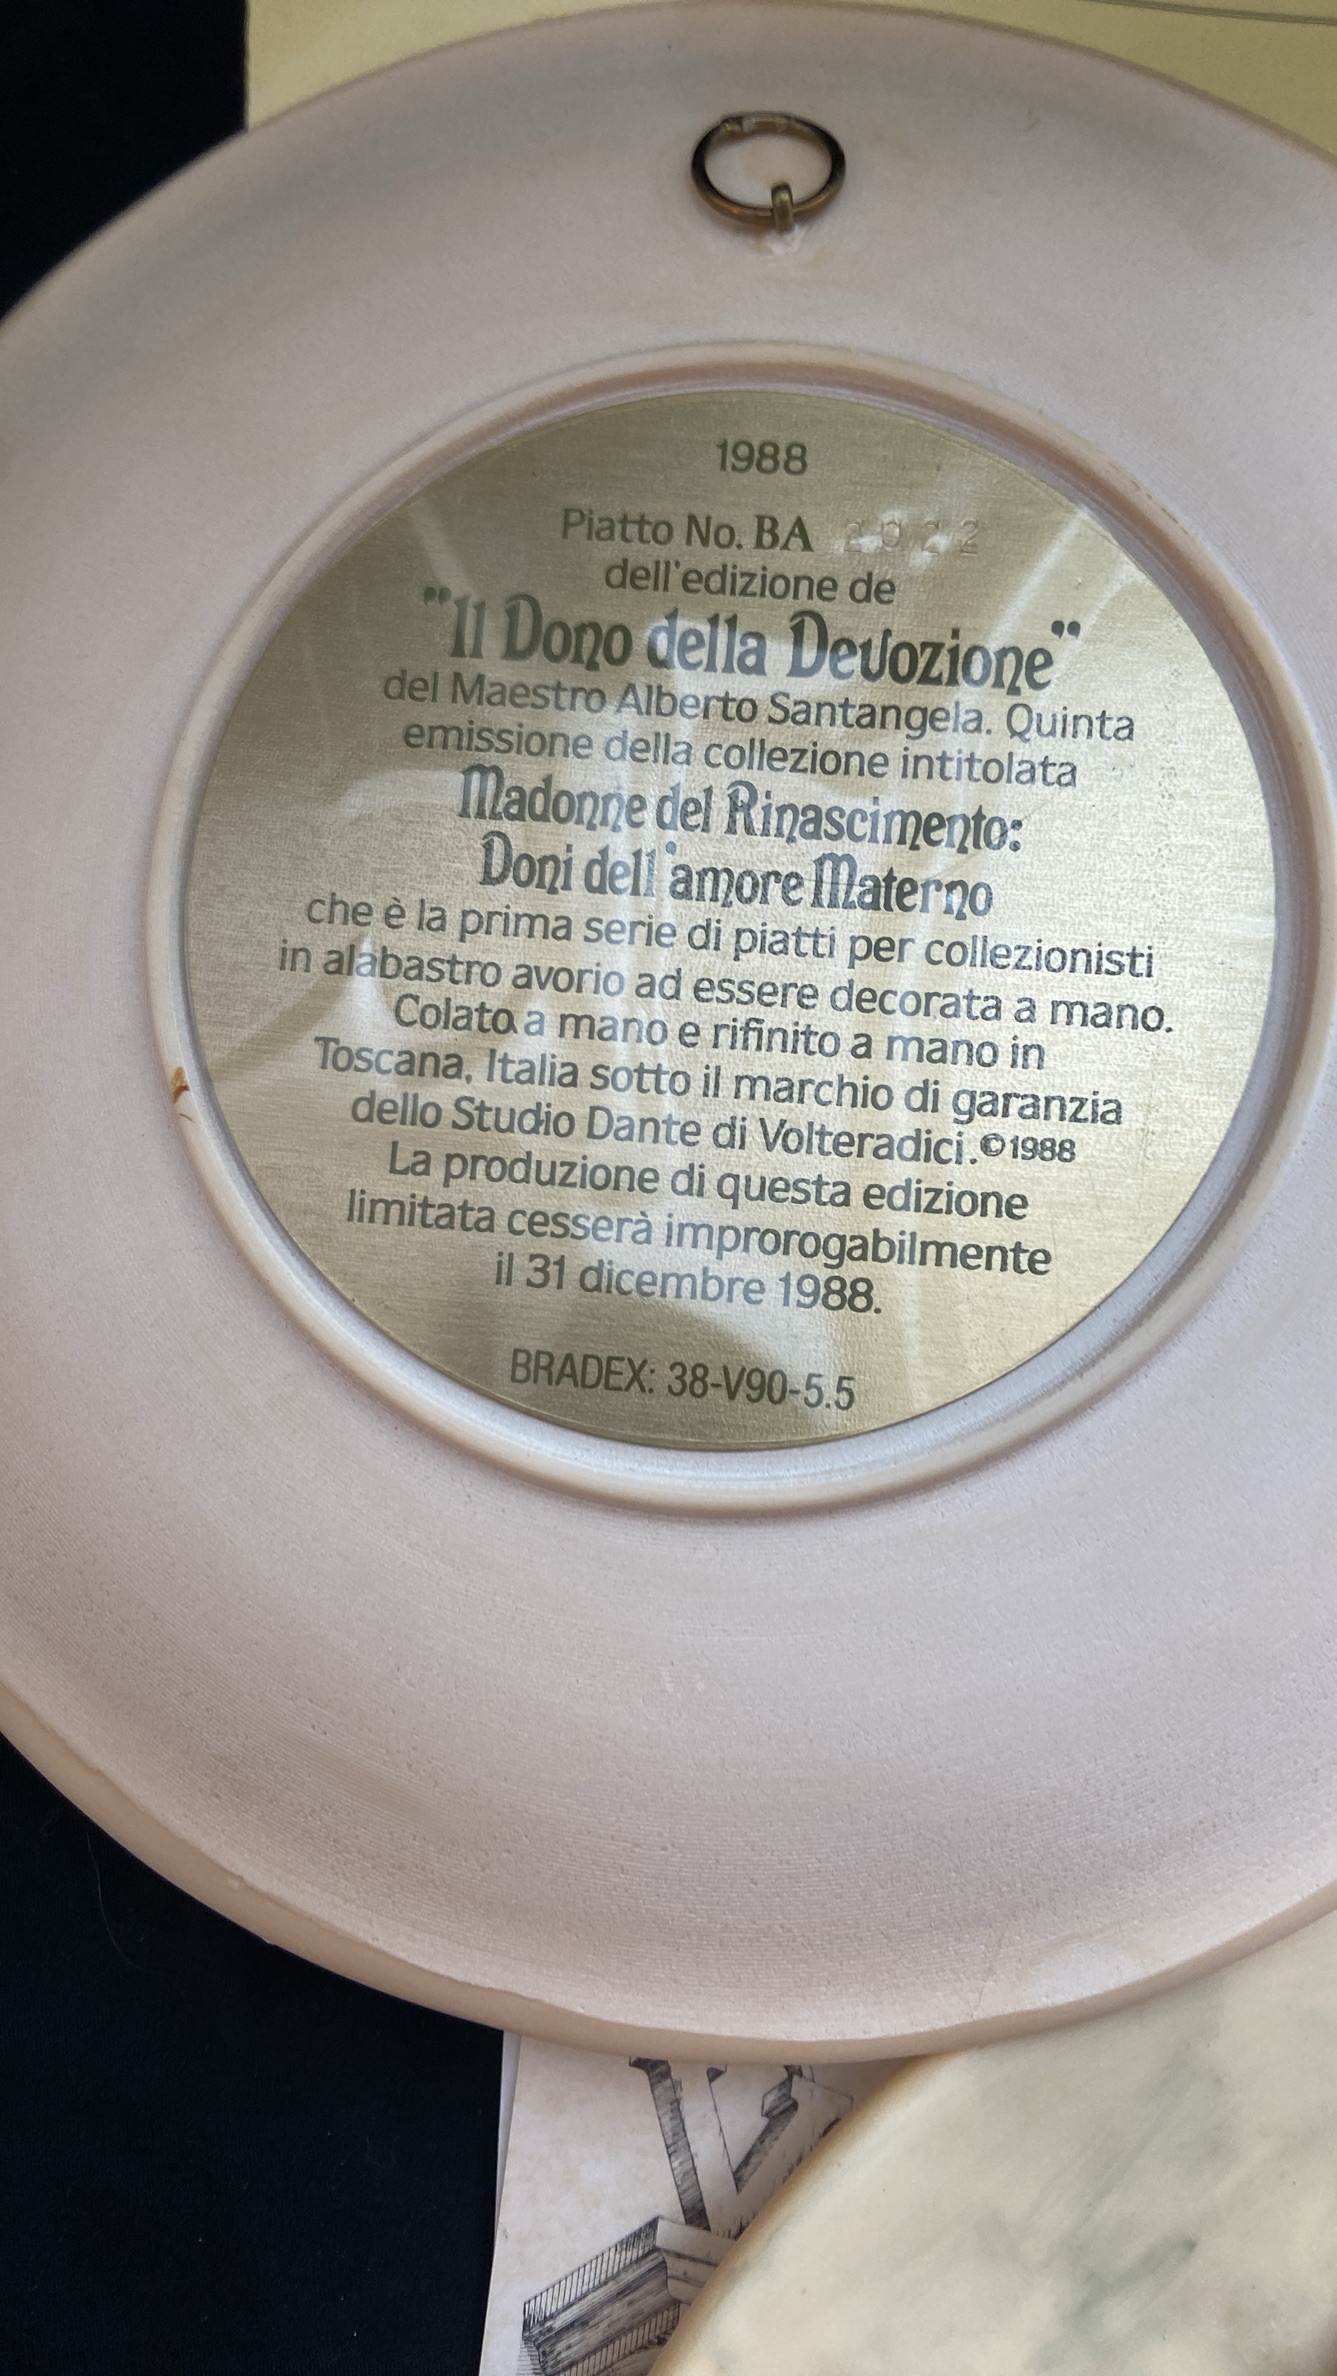 1988
Piatto No. BA 2922
dell'edizione de
"Il Dono della Devozione"
del Maestro Alberto Santangela. Quinta
emissione della collezione intitolata
Madonne del Rinascimento:
Doni dell'amore Materno
che è la prima serie di piatti per collezionisti
in alabastro avorio ad essere decorata a mano.
Colato a mano e rifinito a mano in
Toscana, Italia sotto il marchio di garanzia
dello Studio Dante di Volteradici.©1988
La produzione di questa edizione
limitata cesserà improrogabilmente
il 31 dicembre 1988.
BRADEX: 38-V90-5.5